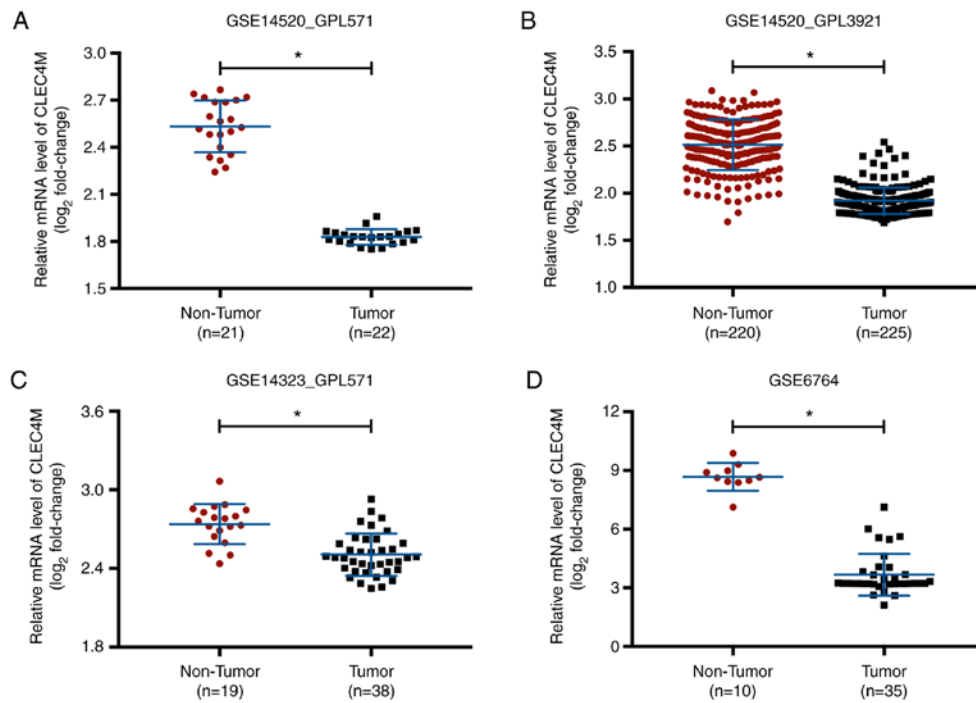 A
GSE14520_GPL571
Relative mRNA level of CLEC4M
(log2 fold-change)
3.0
2.7
2.4
2.1
1.8
1.5
*
Non-Tumor
(n=21)
Tumor
(n=22)
B
GSE14520_GPL3921
Relative mRNA level of CLEC4M
(log2 fold-change)
3.5
3.0
2.5
2.0
1.5
1.0
*
Non-Tumor
(n=220)
Tumor
(n=225)
C
GSE14323_GPL571
Relative mRNA level of CLEC4M
(log2 fold-change)
3.6
3.0
2.4
1.8
*
Non-Tumor
(n=19)
Tumor
(n=38)
D
GSE6764
Relative mRNA level of CLEC4M
(log2 fold-change)
12
9
6
3
0
*
Non-Tumor
(n=10)
Tumor
(n=35)